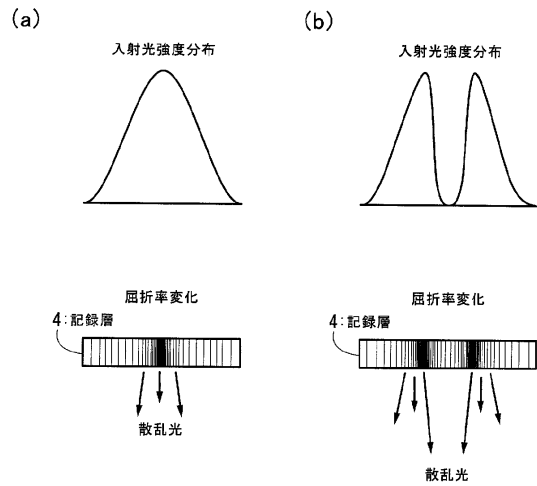 (a)
入射光強度分布
屈折率変化
4:記録層
散乱光
(b)
入射光強度分布
屈折率変化
4:記録層
散乱光